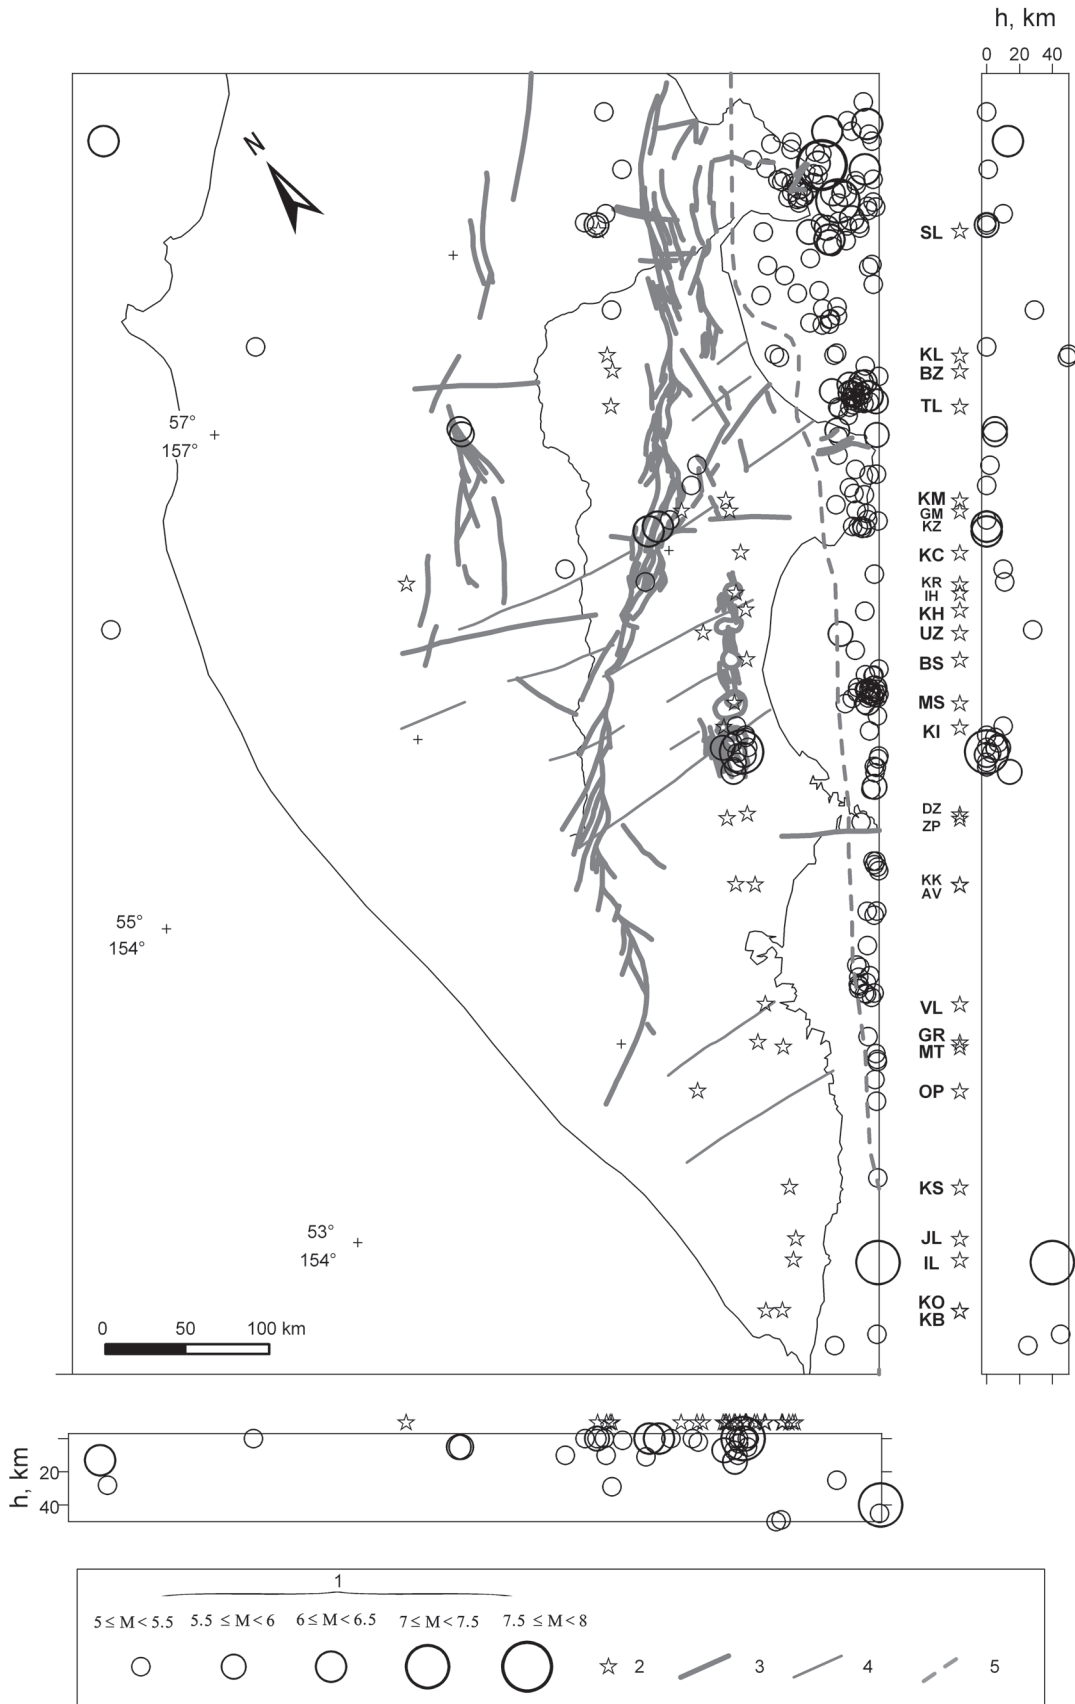 h, km
0 20 40
N
SL
KL
BZ
TL
57°
157°
KM
GM
KZ
KC
KR
IH
KH
UZ
BS
MS
KI
DZ
ZP
KK
AV
55°
154°
VL
GR
MT
OP
KS
53°
154°
JL
IL
KO
KB
0 50 100 km
h, km
20
40
1
5 ≤ M < 5.5 5.5 ≤ M < 6 6 ≤ M < 6.5 7 ≤ M < 7.5 7.5 ≤ M < 8
2 3 4 5